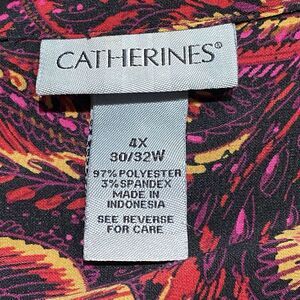 CATHERINES®
4X
30/32W
97% POLYESTER
3% SPANDEX
MADE IN
INDONESIA
SEE REVERSE
FOR CARE